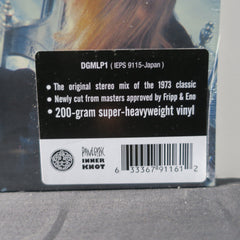 DGMLP1 ( IEPS 9115-Japan )
• The original stereo mix of the 1973 classic
• Newly cut from masters approved by Fripp & Eno
• 200-gram super-heavyweight vinyl
PANEGYRIC
INNER
KNOT
6 33367 91161 2